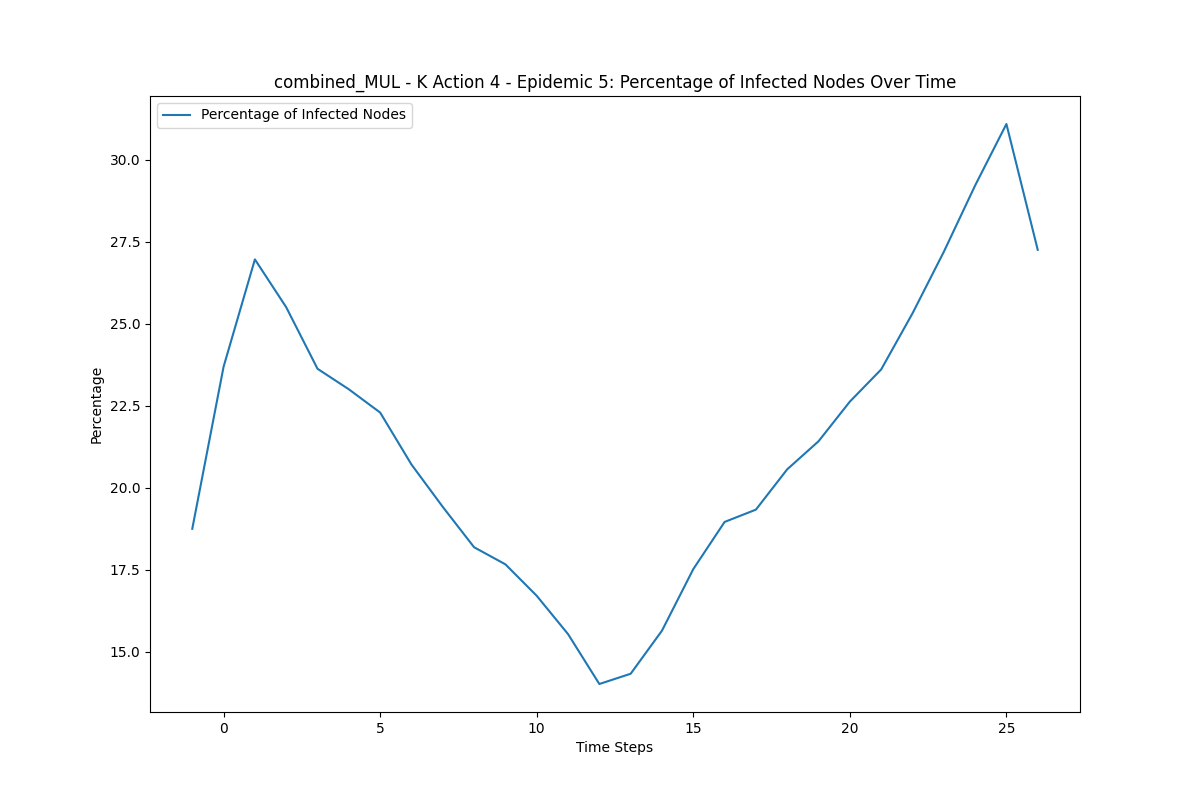 combined_MUL - K Action 4 - Epidemic 5: Percentage of Infected Nodes Over Time
Percentage of Infected Nodes
30.0
27.5
25.0
22.5
20.0
17.5
15.0
Percentage
0 5 10 15 20 25
Time Steps